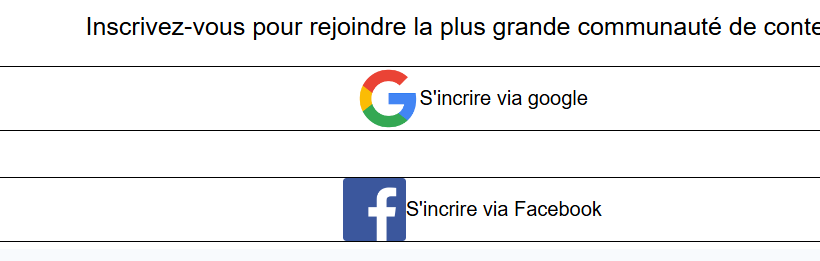 Inscrivez-vous pour rejoindre la plus grande communauté de conte
S'incrire via google
S'incrire via Facebook